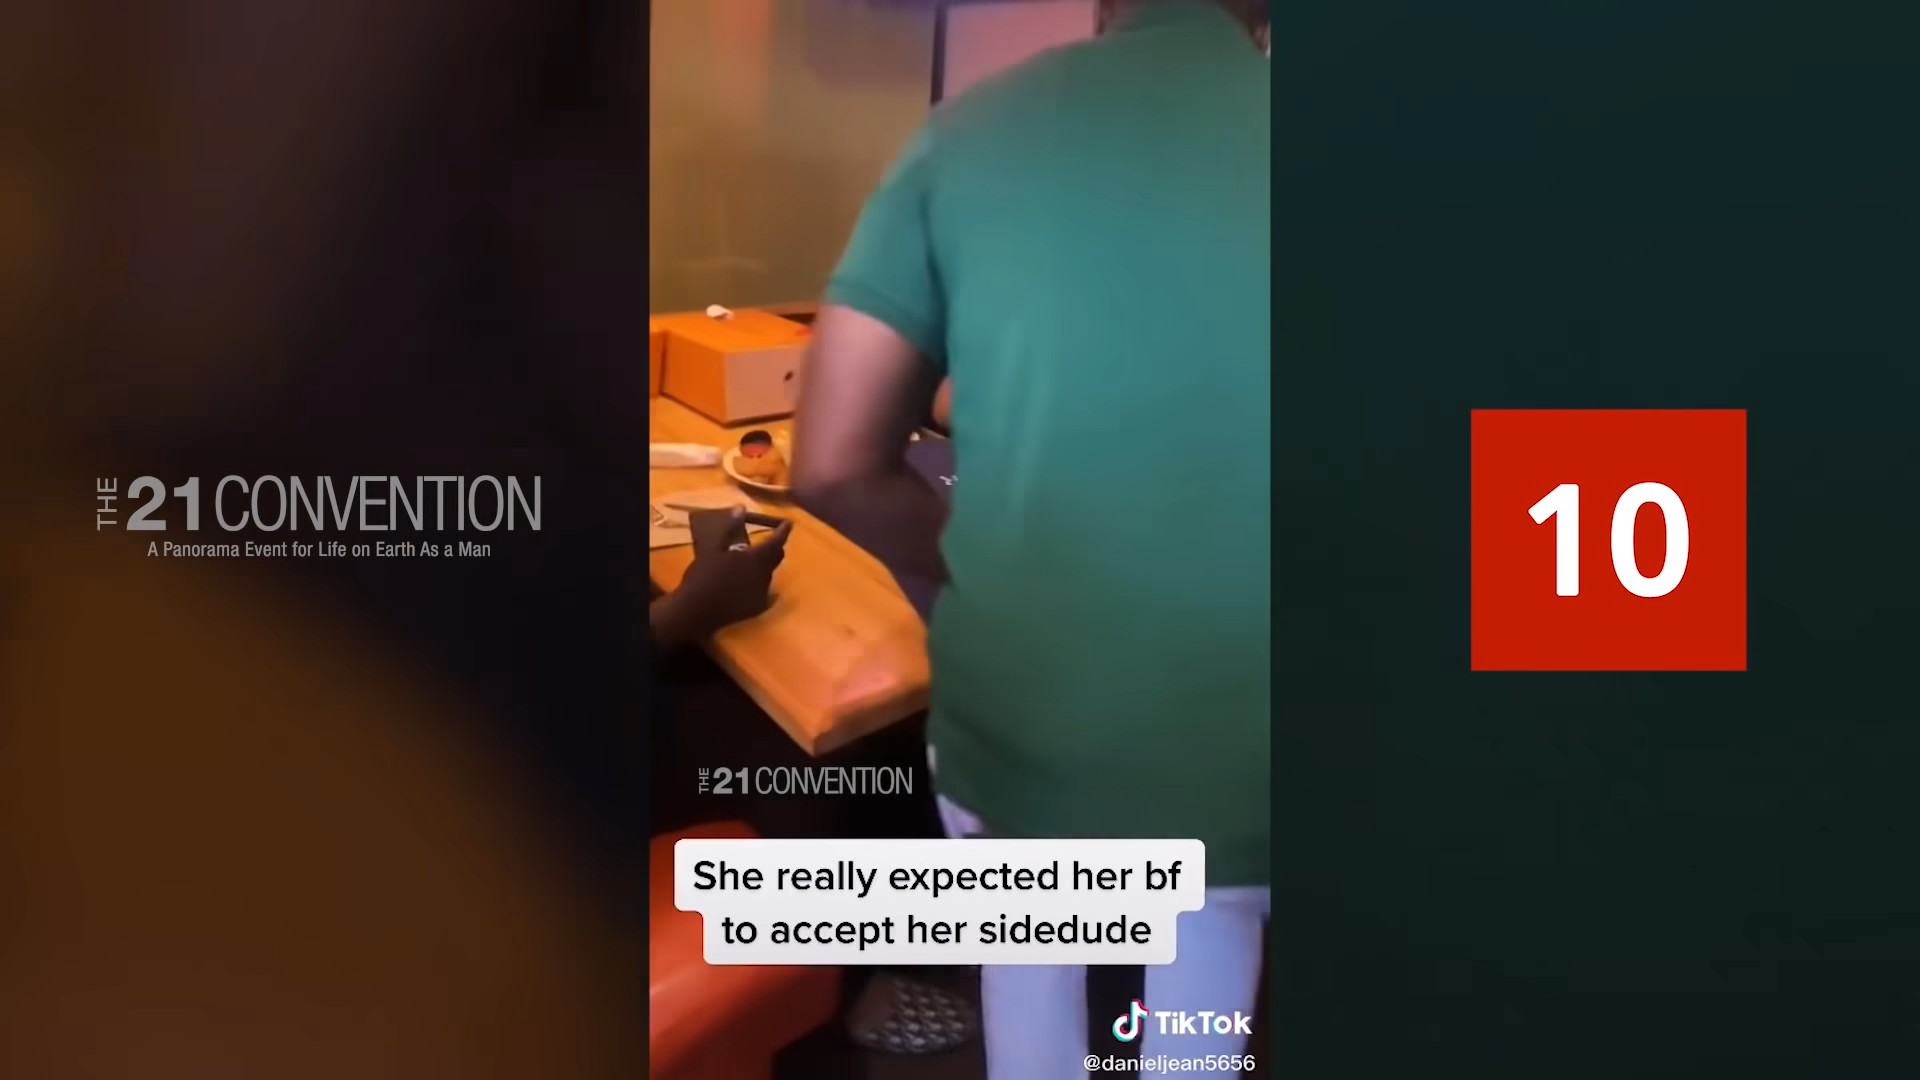 THE 21 CONVENTION
A Panorama Event for Life on Earth As a Man
10
THE 21 CONVENTION
She really expected her bf
to accept her sidedude
TikTok
@danieljean5656